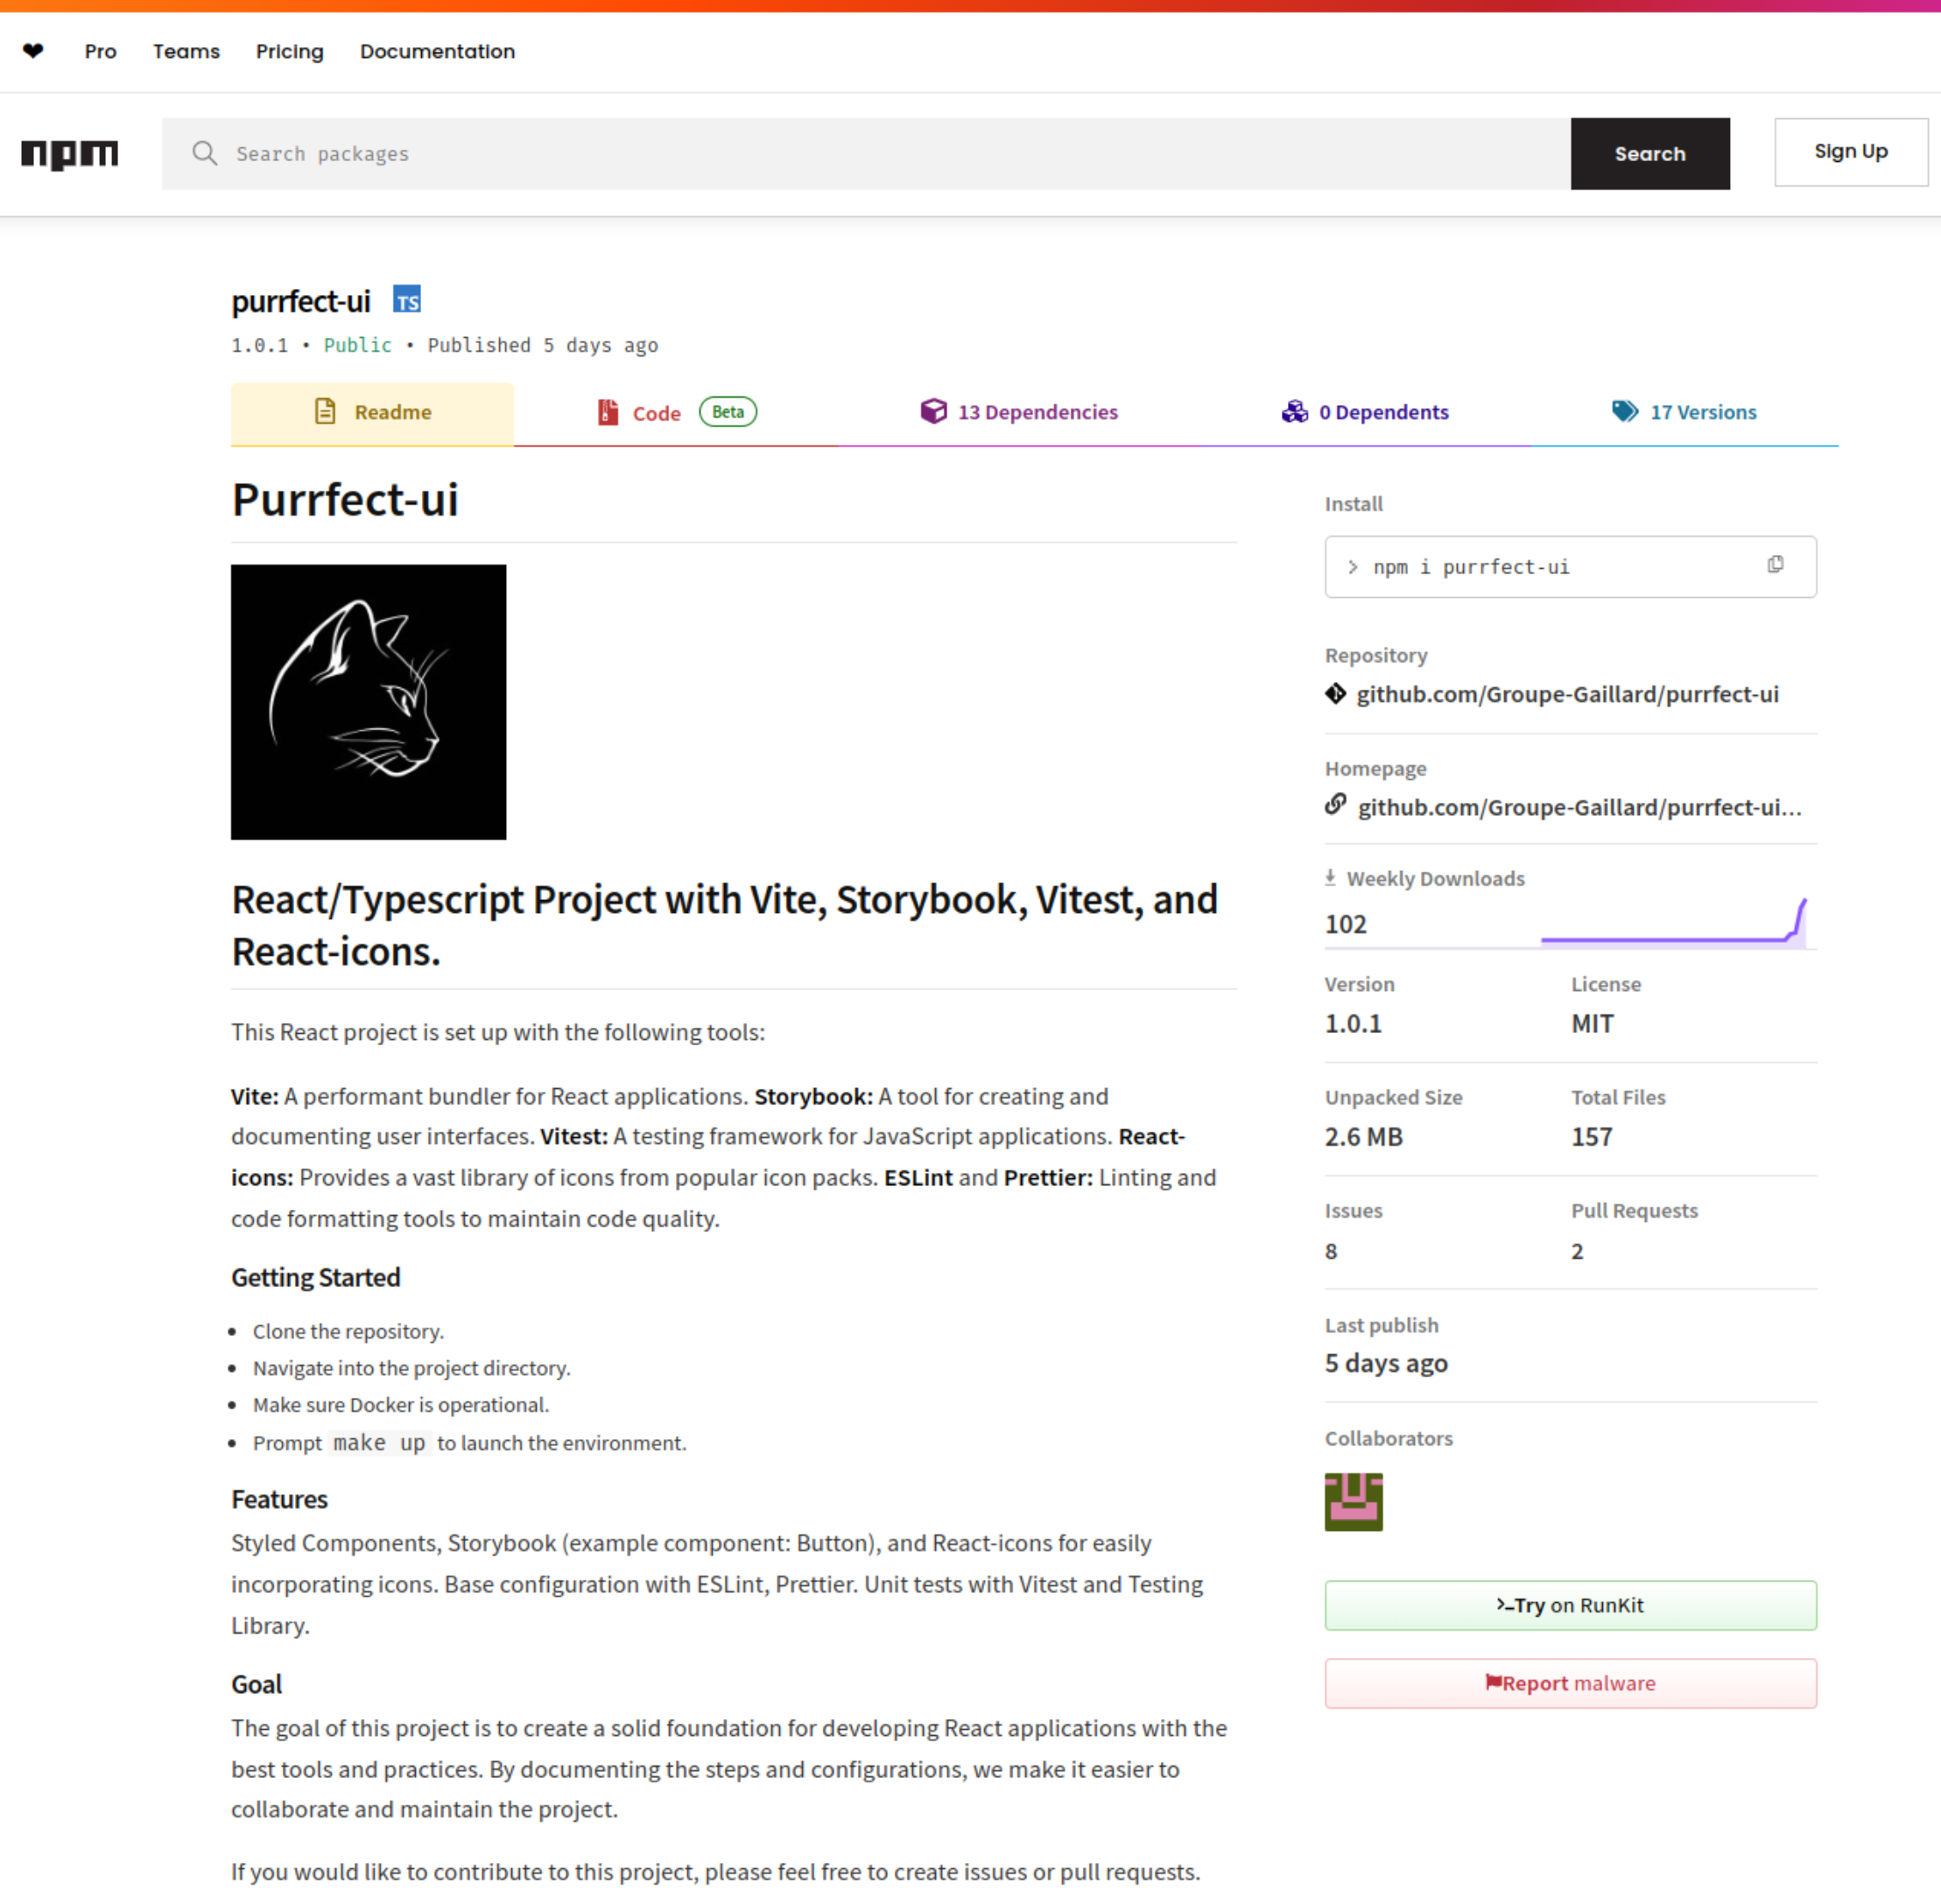 ❤ Pro Teams Pricing Documentation
npm Search packages Search Sign Up
purrfect-ui TS
1.0.1 • Public • Published 5 days ago
Readme Code Beta 13 Dependencies 0 Dependents 17 Versions
Purrfect-ui
React/Typescript Project with Vite, Storybook, Vitest, and
React-icons.
This React project is set up with the following tools:
Vite: A performant bundler for React applications. Storybook: A tool for creating and
documenting user interfaces. Vitest: A testing framework for JavaScript applications. React-
icons: Provides a vast library of icons from popular icon packs. ESLint and Prettier: Linting and
code formatting tools to maintain code quality.
Getting Started
• Clone the repository.
• Navigate into the project directory.
• Make sure Docker is operational.
• Prompt make up to launch the environment.
Features
Styled Components, Storybook (example component: Button), and React-icons for easily
incorporating icons. Base configuration with ESLint, Prettier. Unit tests with Vitest and Testing
Library.
Goal
The goal of this project is to create a solid foundation for developing React applications with the
best tools and practices. By documenting the steps and configurations, we make it easier to
collaborate and maintain the project.
If you would like to contribute to this project, please feel free to create issues or pull requests.
Install
> npm i purrfect-ui
Repository
github.com/Groupe-Gaillard/purrfect-ui
Homepage
github.com/Groupe-Gaillard/purrfect-ui...
Weekly Downloads
102
Version License
1.0.1 MIT
Unpacked Size Total Files
2.6 MB 157
Issues Pull Requests
8 2
Last publish
5 days ago
Collaborators
Try on RunKit
Report malware